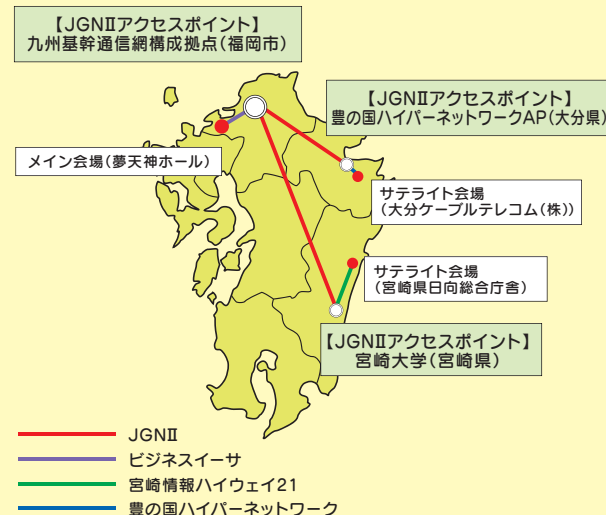 【JGNⅡアクセスポイント】
九州基幹通信網構成拠点(福岡市)
【JGNⅡアクセスポイント】
豊の国ハイパーネットワークAP(大分県)
メイン会場(夢天神ホール)
サテライト会場
(大分ケーブルテレコム(株))
サテライト会場
(宮崎県日向総合庁舎)
【JGNⅡアクセスポイント】
宮崎大学(宮崎県)
JGNⅡ
ビジネスイーサ
宮崎情報ハイウェイ21
豊の国ハイパーネットワーク